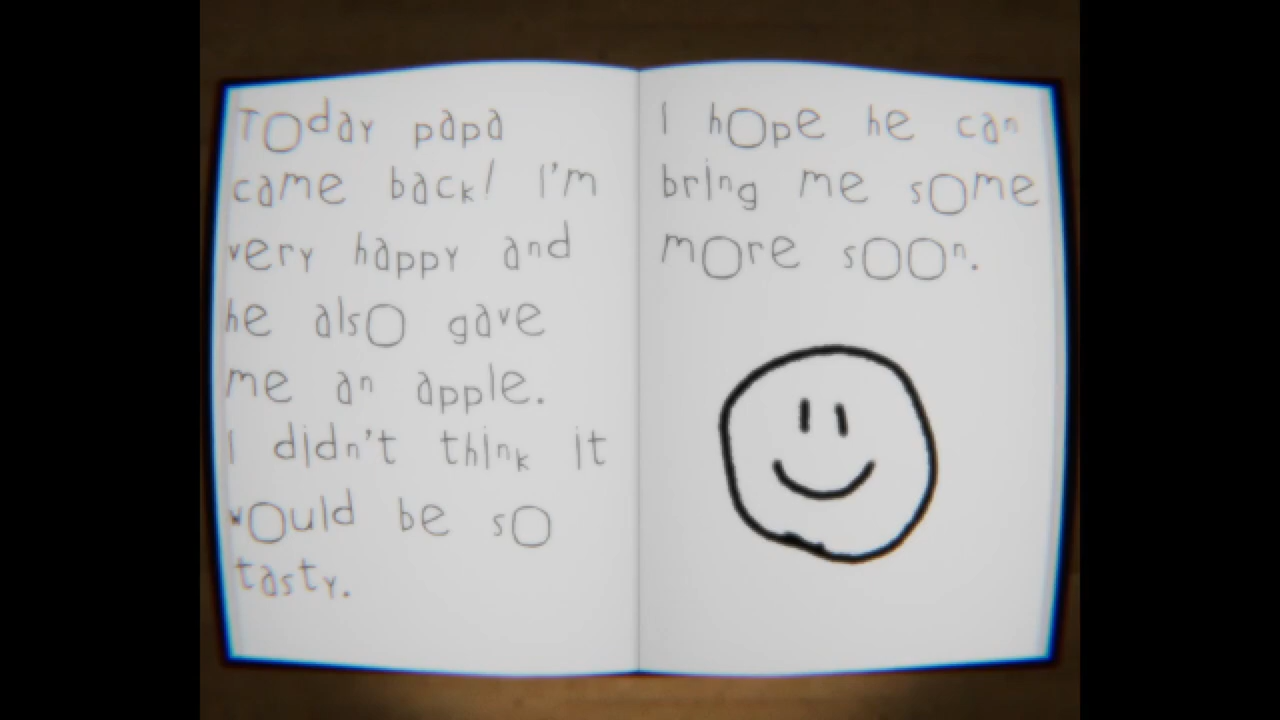 Today papa
came back! I'm
very happy and
he also gave
me an apple.
I didn't think it
would be so
tasty.
I hope he can
bring me some
more soon.